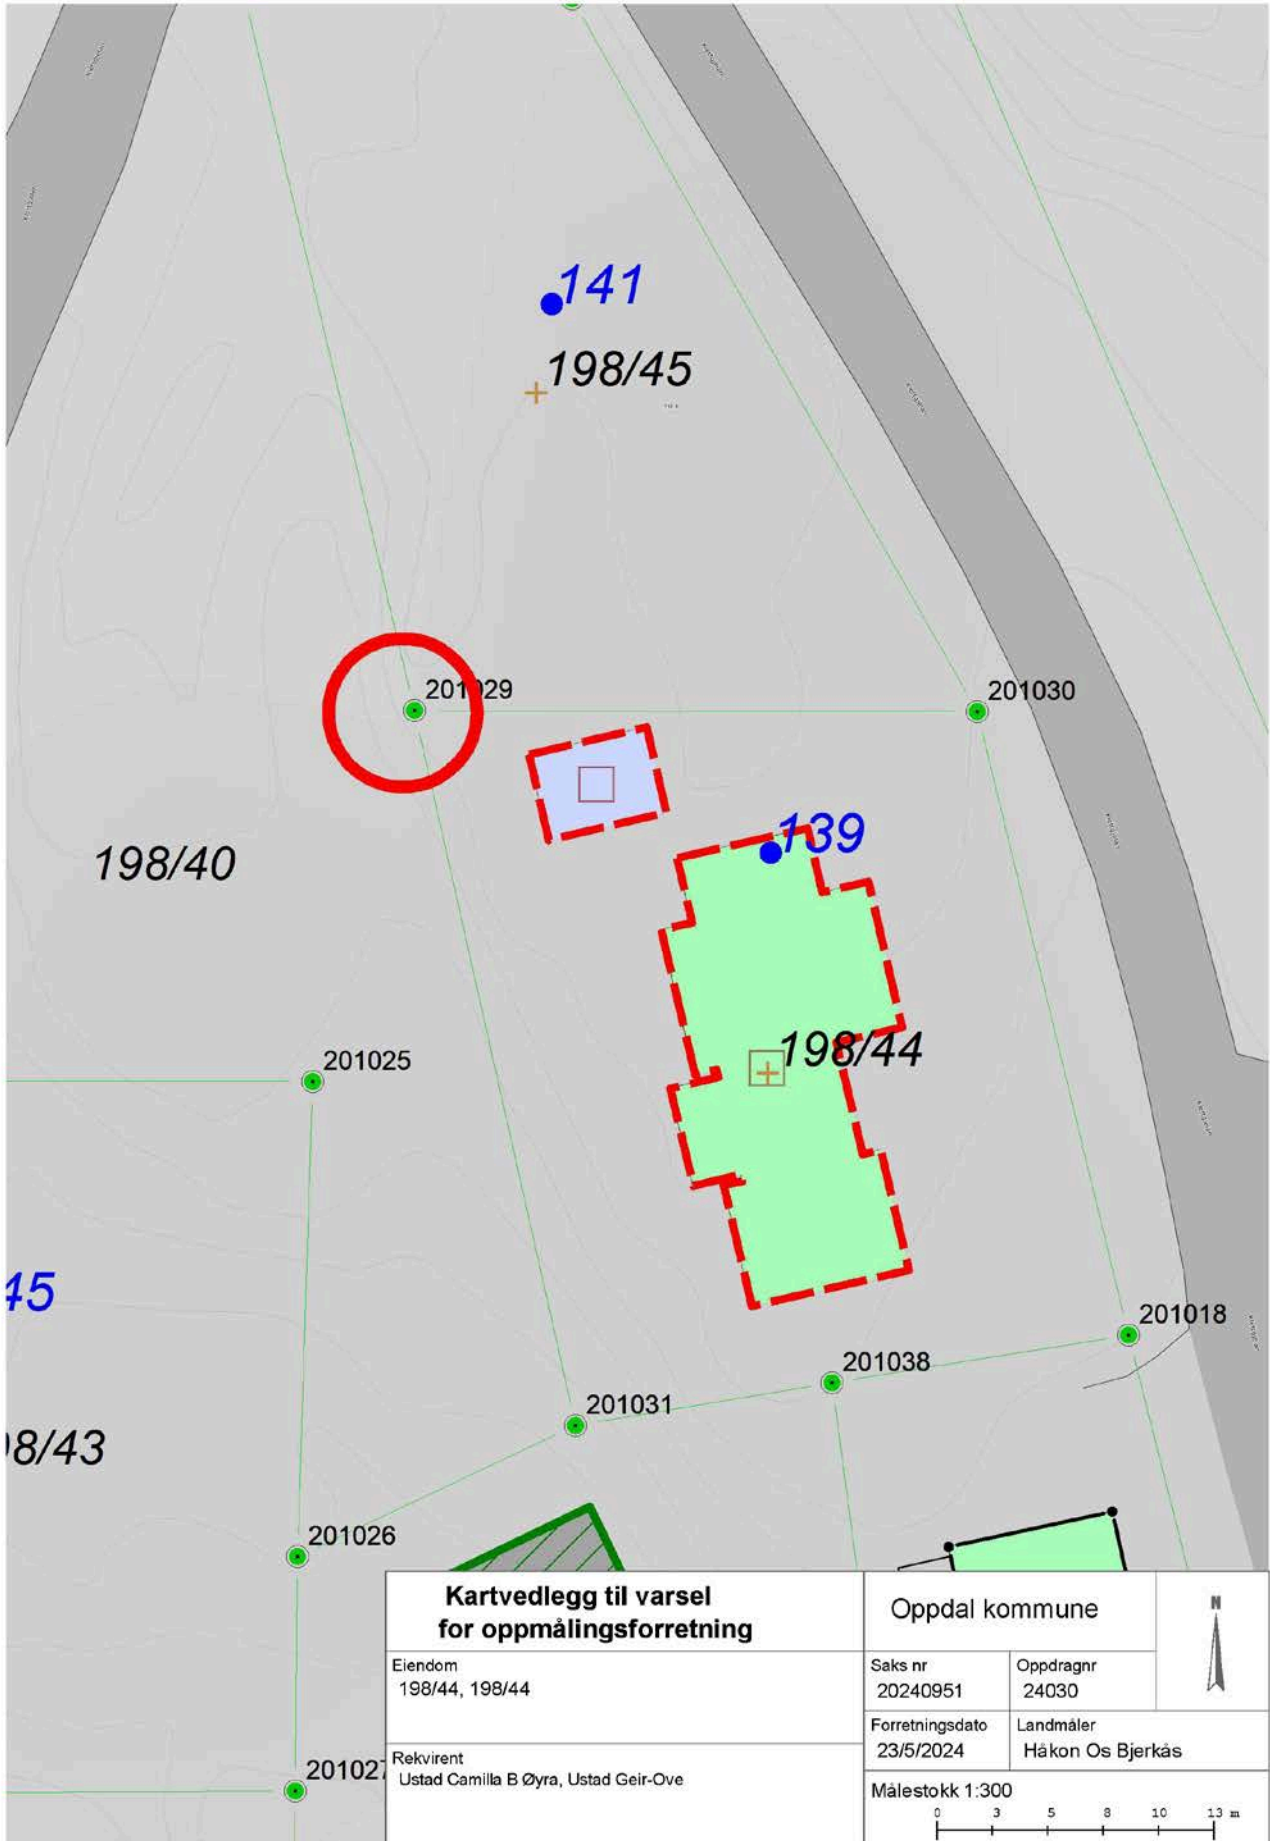 141
198/45
201029
201030
139
198/40
198/44
201025
45
201018
201038
201031
98/43
201026
201027
Kartvedlegg til varsel
for oppmålingsforretning
Eiendom
198/44, 198/44
Rekvirent
Ustad Camilla B Øyra, Ustad Geir-Ove
Oppdal kommune
N
Saks nr
20240951
Oppdragnr
24030
Forretningsdato
23/5/2024
Landmåler
Håkon Os Bjerkås
Målestokk 1:300
0 3 5 8 10 13 m